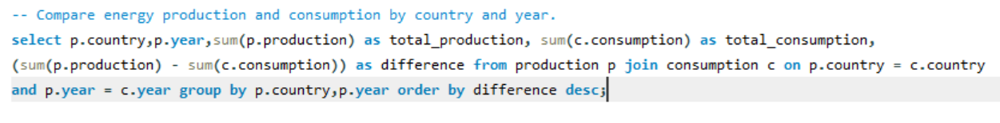 -- Compare energy production and consumption by country and year.
select p.country,p.year,sum(p.production) as total_production, sum(c.consumption) as total_consumption,
(sum(p.production) - sum(c.consumption)) as difference from production p join consumption c on p.country = c.country
and p.year = c.year group by p.country,p.year order by difference desc;